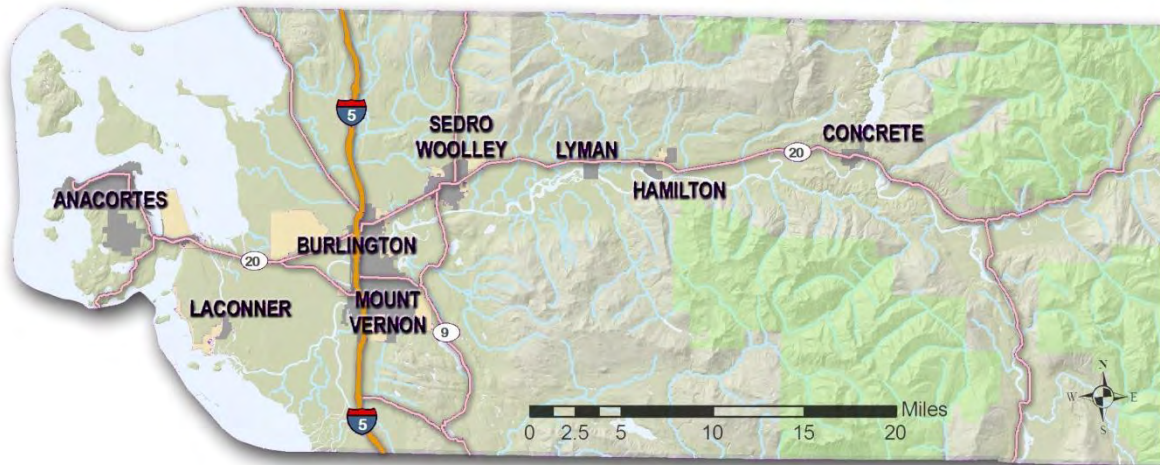 5
SEDRO
WOOLLEY
LYMAN
20
CONCRETE
HAMILTON
ANACORTES
BURLINGTON
20
LACONNER
MOUNT
VERNON
9
N
W E
S
Miles
0 2.5 5 10 15 20
5